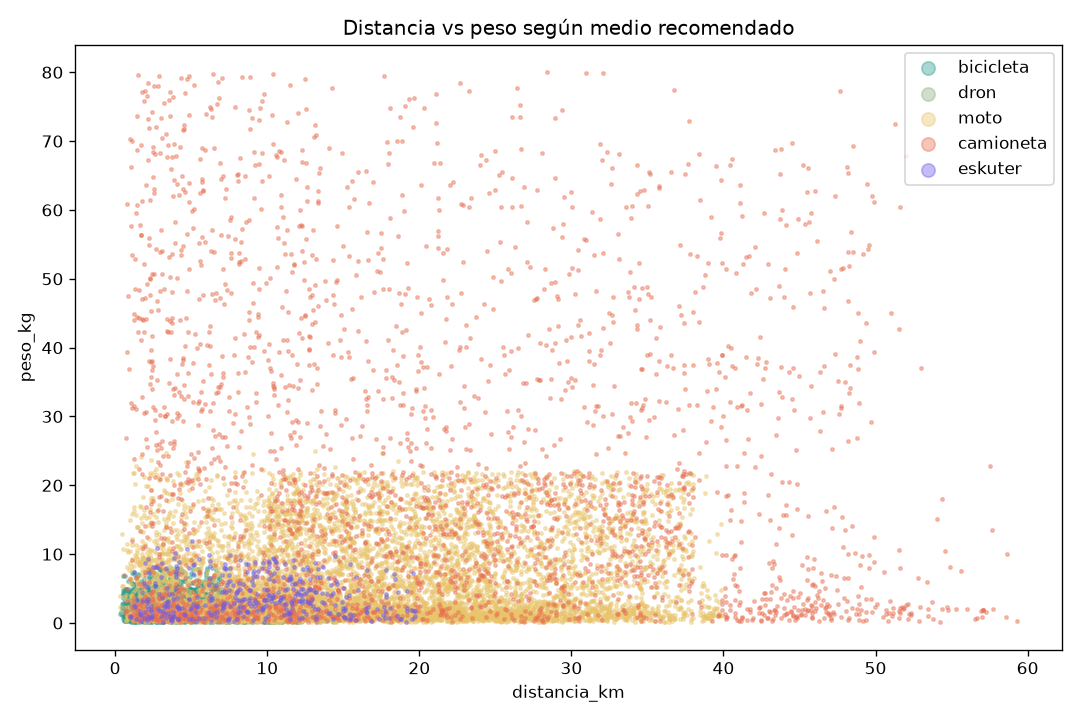 Distancia vs peso según medio recomendado
bicicleta
dron
moto
camioneta
eskuter
peso_kg
80
70
60
50
40
30
20
10
0
0 10 20 30 40 50 60
distancia_km